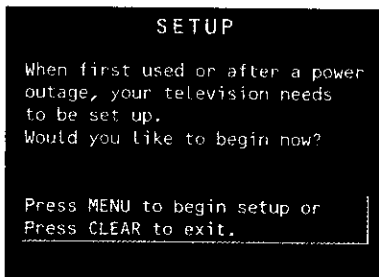 SETUP
When first used or after a power
outage, your television needs
to be set up.
Would you like to begin now?
Press MENU to begin setup or
Press CLEAR to exit.